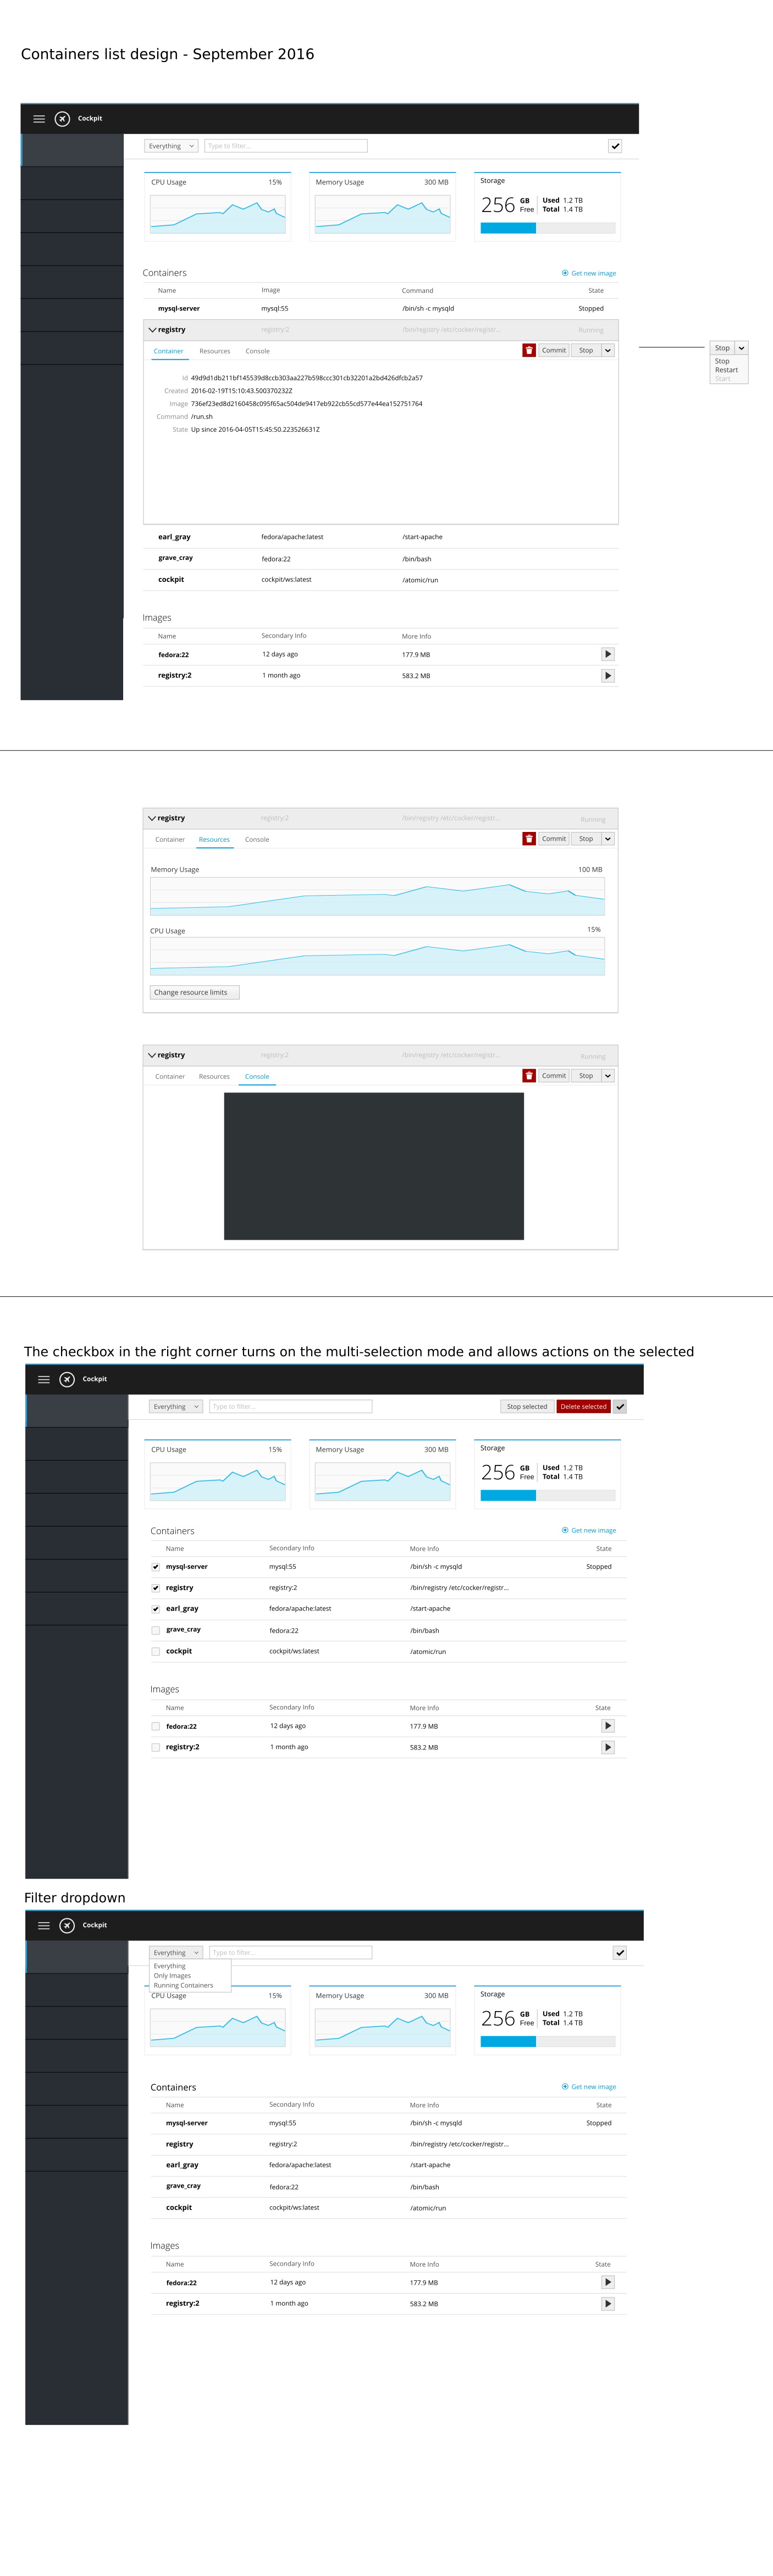 Containers list design - September 2016
Cockpit
Everything Type to filter...
CPU Usage 15% Memory Usage 300 MB Storage
256 GB Free Used 1.2 TB
Total 1.4 TB
Containers Get new image
Name Image Command State
mysql-server mysql:55 /bin/sh -c mysqld Stopped
registry registry:2 /bin/registry /etc/cocker/registr... Running
Container Resources Console Commit Stop
Stop
Stop
Restart
Start
Id 49d9d1db211bf145539d8ccb303aa227b598ccc301cb32201a2bd426dfcb2a57
Created 2016-02-19T15:10:43.500370232Z
Image 736ef23ed8d2160458c095f65ac504de9417eb922cb55cd577e44ea152751764
Command /run.sh
State Up since 2016-04-05T15:45:50.223526631Z
earl_gray fedora/apache:latest /start-apache
grave_cray fedora:22 /bin/bash
cockpit cockpit/ws:latest /atomic/run
Images
Name Secondary Info More Info
fedora:22 12 days ago 177.9 MB
registry:2 1 month ago 583.2 MB
registry registry:2 /bin/registry /etc/cocker/registr... Running
Container Resources Console Commit Stop
Memory Usage 100 MB
CPU Usage 15%
Change resource limits
registry registry:2 /bin/registry /etc/cocker/registr... Running
Container Resources Console Commit Stop
The checkbox in the right corner turns on the multi-selection mode and allows actions on the selected
Cockpit
Everything Type to filter... Stop selected Delete selected
CPU Usage 15% Memory Usage 300 MB Storage
256 GB Free Used 1.2 TB
Total 1.4 TB
Containers Get new image
Name Secondary Info More Info State
mysql-server mysql:55 /bin/sh -c mysqld Stopped
registry registry:2 /bin/registry /etc/cocker/registr...
earl_gray fedora/apache:latest /start-apache
grave_cray fedora:22 /bin/bash
cockpit cockpit/ws:latest /atomic/run
Images
Name Secondary Info More Info State
fedora:22 12 days ago 177.9 MB
registry:2 1 month ago 583.2 MB
Filter dropdown
Cockpit
Everything Type to filter...
Everything
Only Images
Running Containers
CPU Usage 15% Memory Usage 300 MB Storage
256 GB Free Used 1.2 TB
Total 1.4 TB
Containers Get new image
Name Secondary Info More Info State
mysql-server mysql:55 /bin/sh -c mysqld Stopped
registry registry:2 /bin/registry /etc/cocker/registr...
earl_gray fedora/apache:latest /start-apache
grave_cray fedora:22 /bin/bash
cockpit cockpit/ws:latest /atomic/run
Images
Name Secondary Info More Info State
fedora:22 12 days ago 177.9 MB
registry:2 1 month ago 583.2 MB